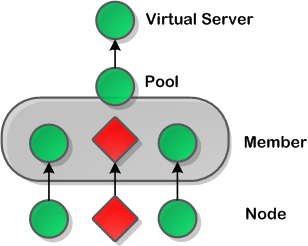 Virtual Server
Pool
Member
Node